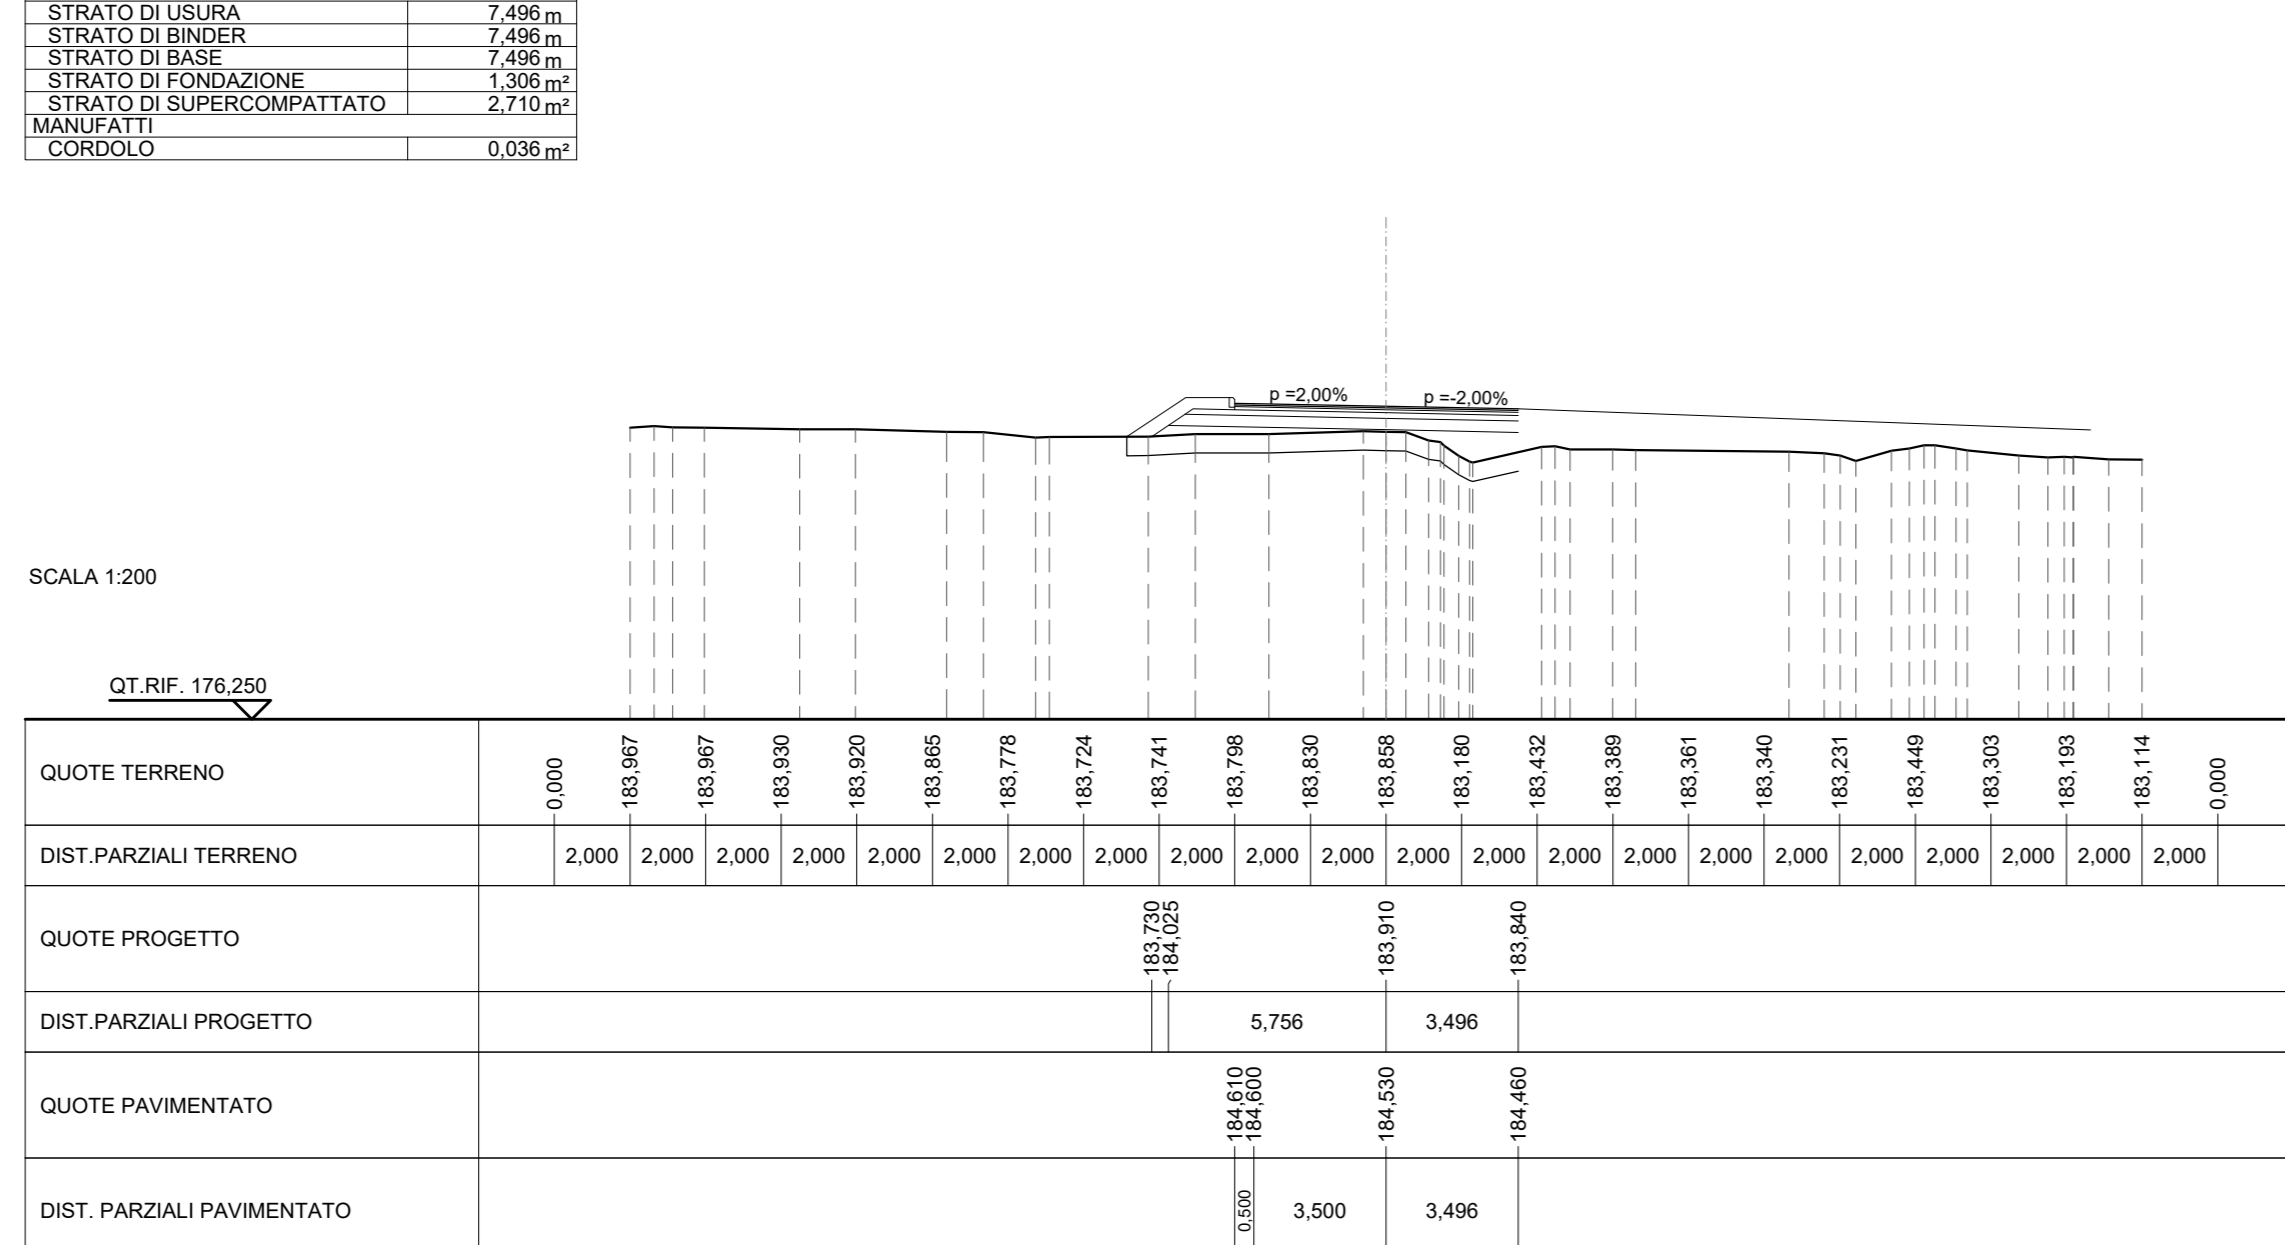 STRATO DI USURA 7,496 m
STRATO DI BINDER 7,496 m
STRATO DI BASE 7,496 m
STRATO DI FONDAZIONE 1,306 m²
STRATO DI SUPERCOMPATTATO 2,710 m²
MANUFATTI
CORDOLO 0,036 m²
p =2,00% p =-2,00%
SCALA 1:200
QT.RIF. 176,250
QUOTE TERRENO 0,000 183,967 183,967 183,930 183,920 183,865 183,778 183,724 183,741 183,798 183,830 183,858 183,180 183,432 183,389 183,361 183,340 183,231 183,449 183,303 183,193 183,114 0,000
DIST.PARZIALI TERRENO 2,000 2,000 2,000 2,000 2,000 2,000 2,000 2,000 2,000 2,000 2,000 2,000 2,000 2,000 2,000 2,000 2,000 2,000 2,000 2,000 2,000 2,000
QUOTE PROGETTO 183,730 184,025 183,910 183,840
DIST.PARZIALI PROGETTO 5,756 3,496
QUOTE PAVIMENTATO 184,610 184,600 184,530 184,460
DIST. PARZIALI PAVIMENTATO 0,500 3,500 3,496